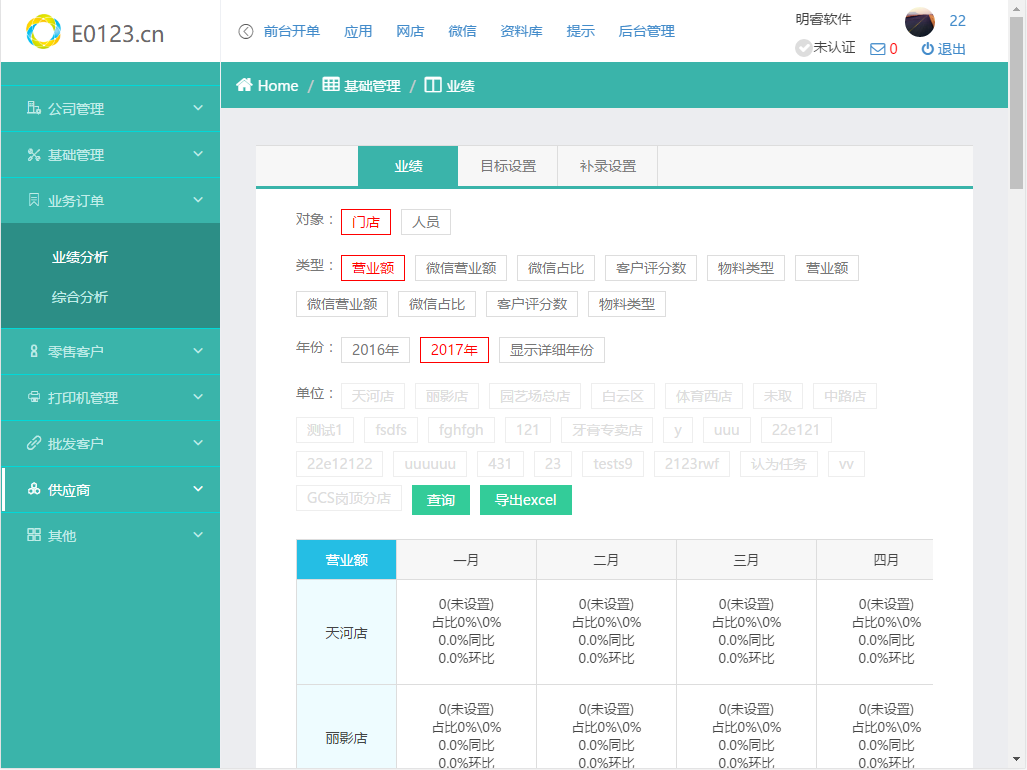 E0123.cn
前台开单 应用 网店 微信 资料库 提示 后台管理
明睿软件 22
未认证 0 退出
Home / 基础管理 / 业绩
公司管理
基础管理
业务订单
业绩分析
综合分析
零售客户
打印机管理
批发客户
供应商
其他
业绩 目标设置 补录设置
对象： 门店 人员
类型： 营业额 微信营业额 微信占比 客户评分数 物料类型 营业额
微信营业额 微信占比 客户评分数 物料类型
年份： 2016年 2017年 显示详细年份
单位： 天河店 丽影店 园艺场总店 白云区 体育西店 未取 中路店
测试1 fsdfs fghfgh 121 牙膏专卖店 y uuu 22e121
22e12122 uuuuuu 431 23 tests9 2123rwf 认为任务 vv
GCS岗顶分店 查询 导出excel
营业额 一月 二月 三月 四月
天河店
0(未设置) 0(未设置) 0(未设置) 0(未设置)
占比0%\0% 占比0%\0% 占比0%\0% 占比0%\0%
0.0%同比 0.0%同比 0.0%同比 0.0%同比
0.0%环比 0.0%环比 0.0%环比 0.0%环比
丽影店
0(未设置) 0(未设置) 0(未设置) 0(未设置)
占比0%\0% 占比0%\0% 占比0%\0% 占比0%\0%
0.0%同比 0.0%同比 0.0%同比 0.0%同比
0.0%环比 0.0%环比 0.0%环比 0.0%环比